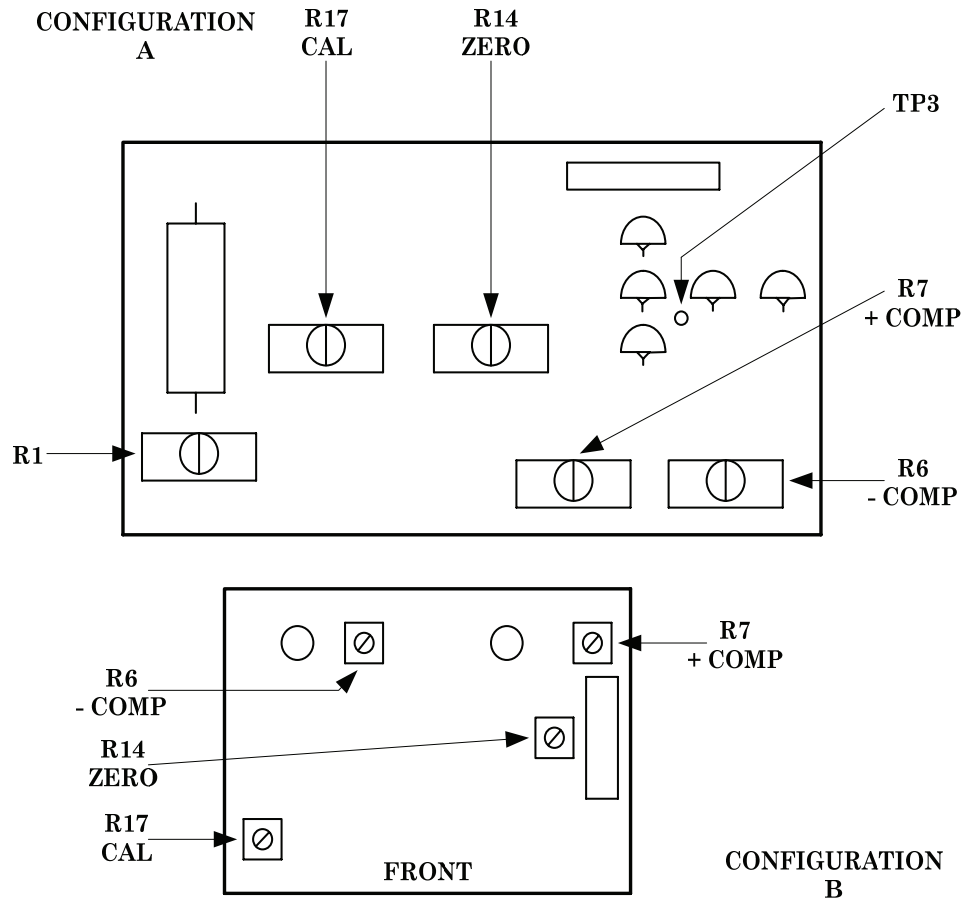 CONFIGURATION
A
R17
CAL
R14
ZERO
TP3
R7
+ COMP
R1
R6
- COMP
R7
+ COMP
R6
- COMP
R14
ZERO
R17
CAL
FRONT
CONFIGURATION
B